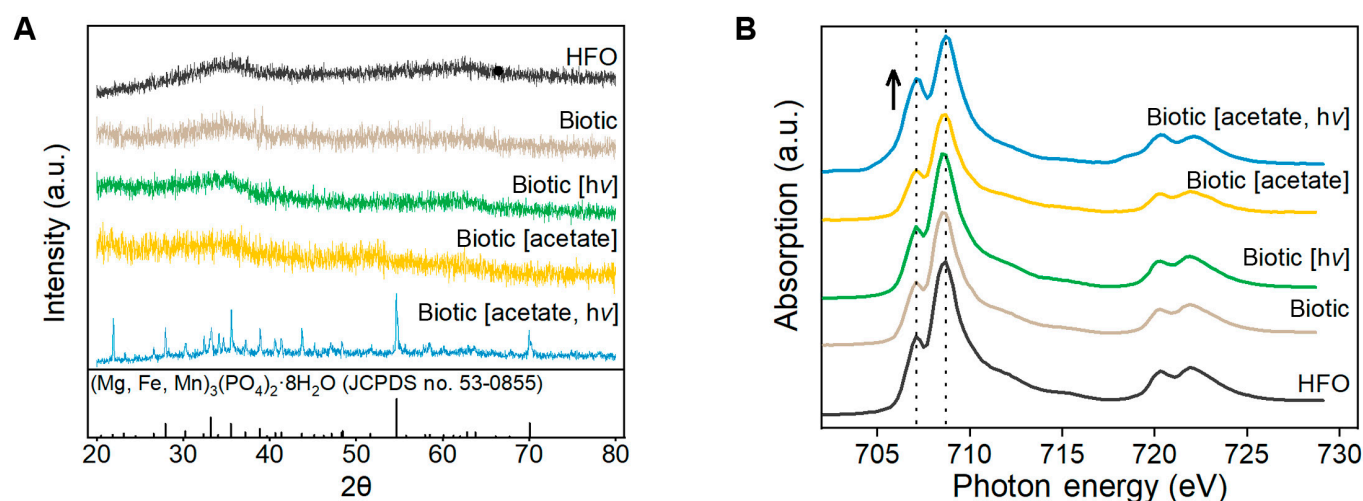 A
Intensity (a.u.)
HFO
Biotic
Biotic [hv]
Biotic [acetate]
Biotic [acetate, hv]
(Mg, Fe, Mn)₃(PO₄)₂·8H₂O (JCPDS no. 53-0855)
20 30 40 50 60 70 80
2θ
B
Absorption (a.u.)
Biotic [acetate, hv]
Biotic [acetate]
Biotic [hv]
Biotic
HFO
705 710 715 720 725 730
Photon energy (eV)